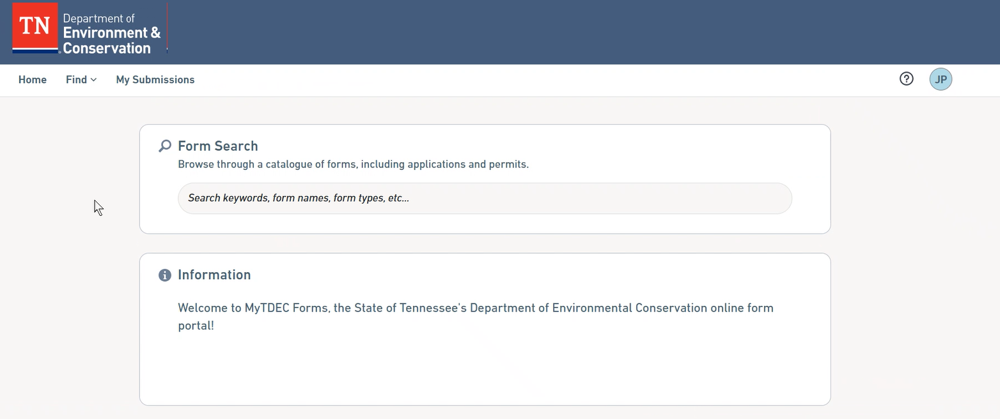 TN
Department of
Environment &
Conservation
Home Find My Submissions
JP
Form Search
Browse through a catalogue of forms, including applications and permits.
Search keywords, form names, form types, etc...
Information
Welcome to MyTDEC Forms, the State of Tennessee's Department of Environmental Conservation online form
portal!